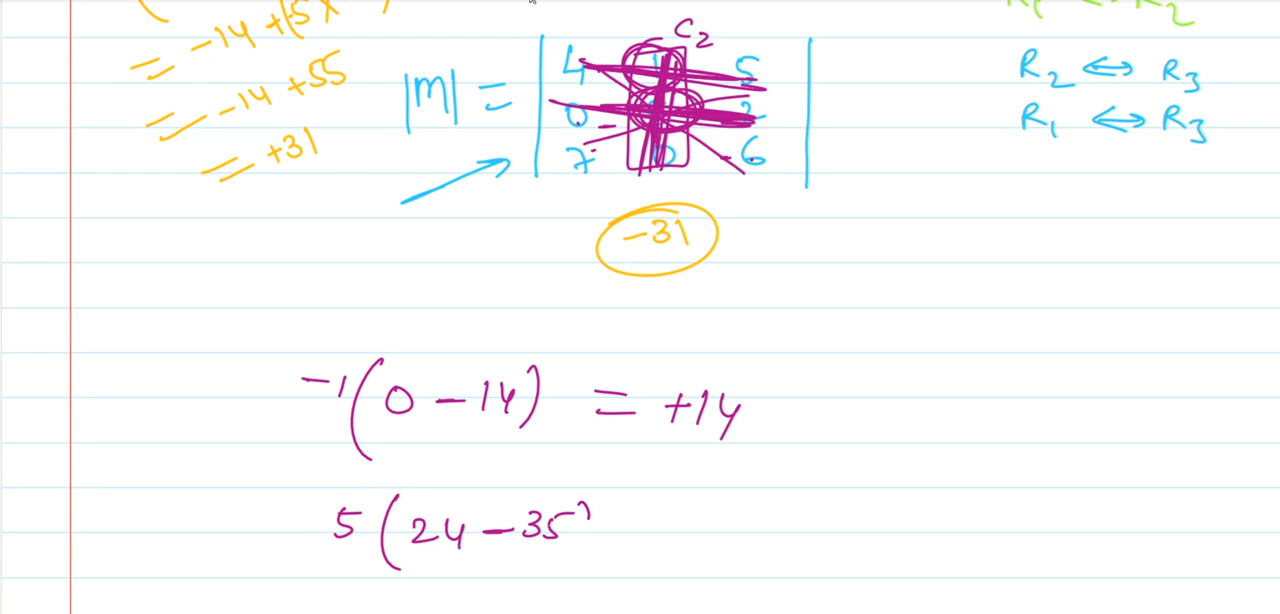 = -14 + (5 x
= -14 + 55
= +31
C2
|M| =
4 5
0 2
7 0 6
R2 ↔ R3
R1 ↔ R3
-31
-1(0 - 14) = +14
5(24 - 35)